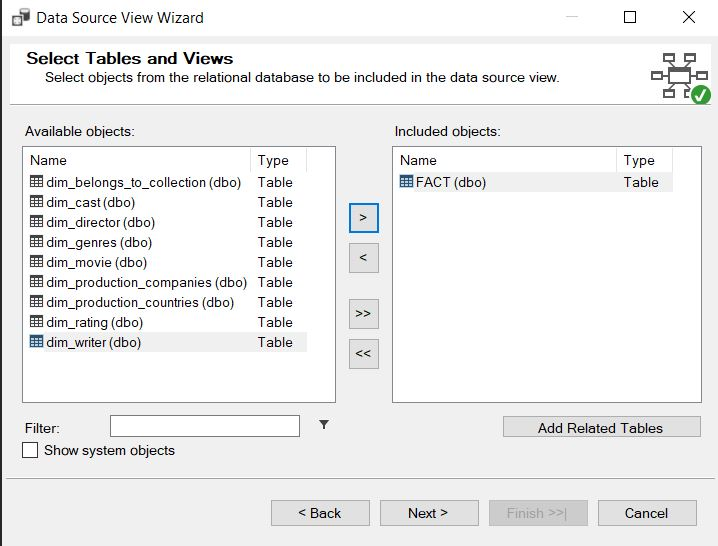 Data Source View Wizard
Select Tables and Views
Select objects from the relational database to be included in the data source view.
Available objects:
Name Type
dim_belongs_to_collection (dbo) Table
dim_cast (dbo) Table
dim_director (dbo) Table
dim_genres (dbo) Table
dim_movie (dbo) Table
dim_production_companies (dbo) Table
dim_production_countries (dbo) Table
dim_rating (dbo) Table
dim_writer (dbo) Table
>
<
>>
<<
Included objects:
Name Type
FACT (dbo) Table
Filter:
Show system objects
Add Related Tables
< Back
Next >
Finish >>|
Cancel